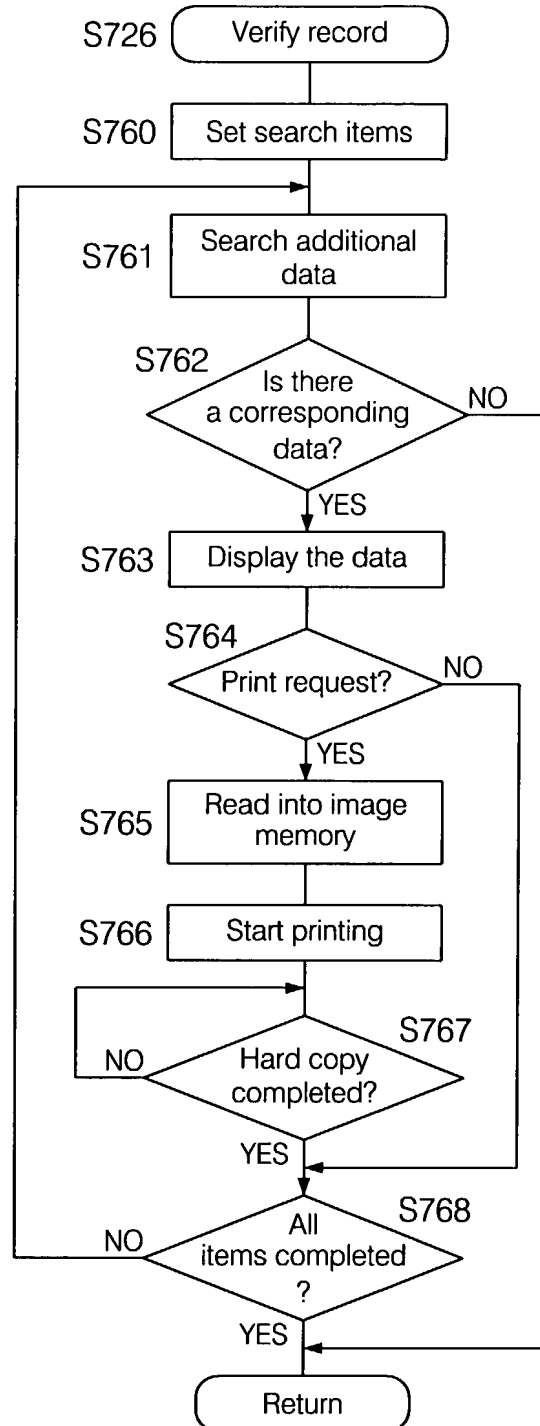 S726
Verify record
S760
Set search items
S761
Search additional
data
S762
Is there
a corresponding
data?
NO
YES
S763
Display the data
S764
Print request?
NO
YES
S765
Read into image
memory
S766
Start printing
S767
NO
Hard copy
completed?
YES
S768
NO
All
items completed
?
YES
Return